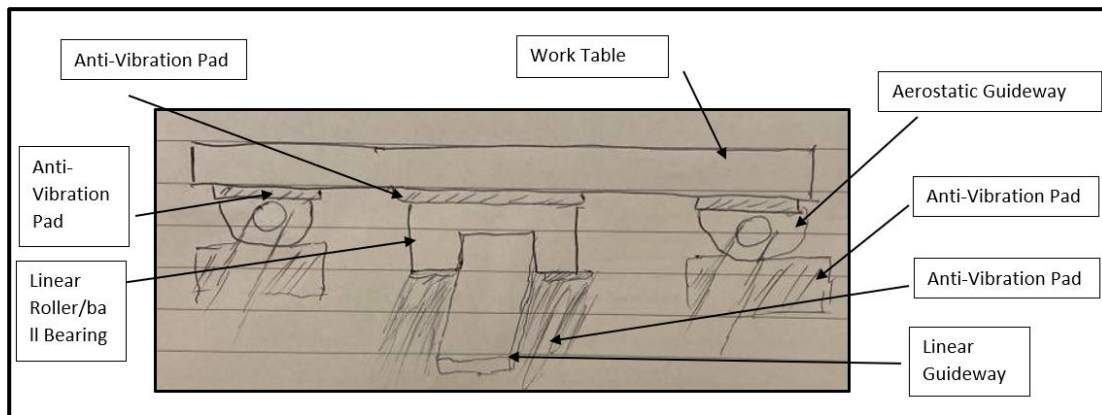 Anti-Vibration Pad
Work Table
Aerostatic Guideway
Anti-
Vibration
Pad
Anti-Vibration Pad
Linear
Roller/ba
ll Bearing
Anti-Vibration Pad
Linear
Guideway